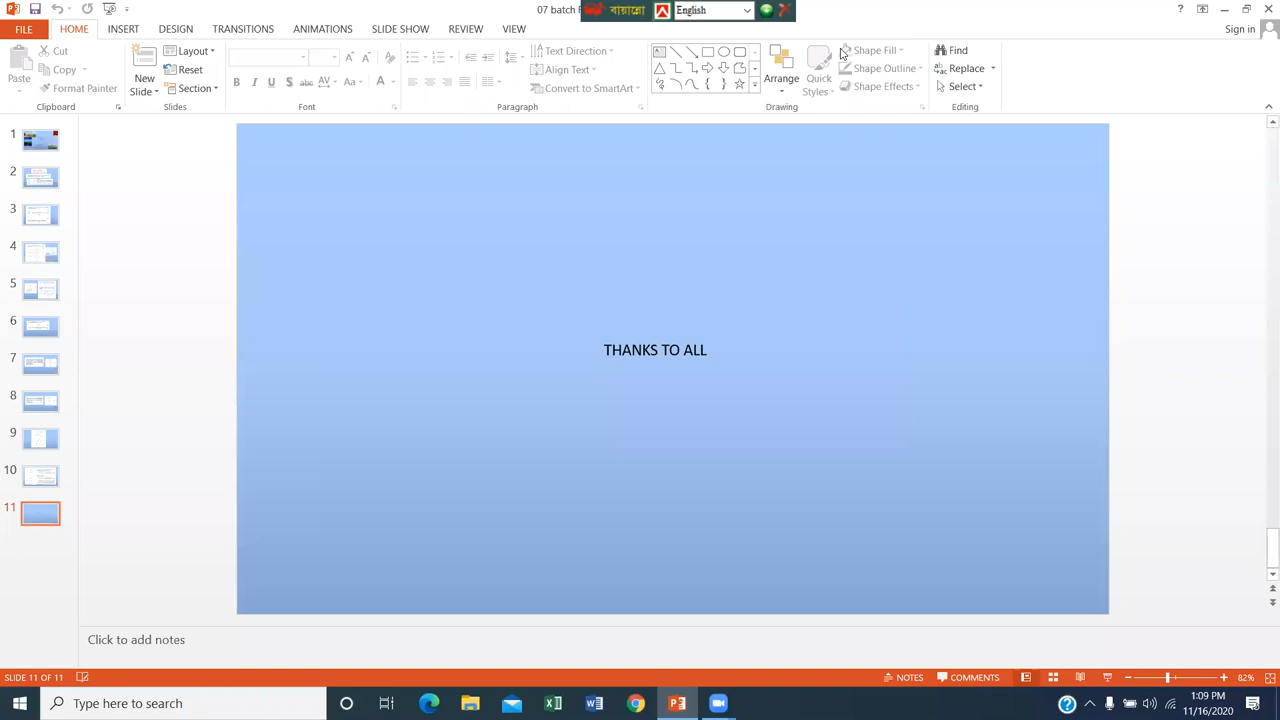 07 batch
বায়ান্নো
English
FILE HOME INSERT DESIGN TRANSITIONS ANIMATIONS SLIDE SHOW REVIEW VIEW Sign in
Paste
Cut
Copy
Format Painter
Clipboard
New
Slide
Layout
Reset
Section
Slides
B I U S abc AV Aa A
Font
Text Direction
Align Text
Convert to SmartArt
Paragraph
Arrange
Quick
Styles
Shape Fill
Shape Outline
Shape Effects
Drawing
Find
Replace
Select
Editing
1
2
3
4
5
6
7
8
9
10
11
THANKS TO ALL
Click to add notes
SLIDE 11 OF 11 NOTES COMMENTS 82%
Type here to search
1:09 PM
11/16/2020